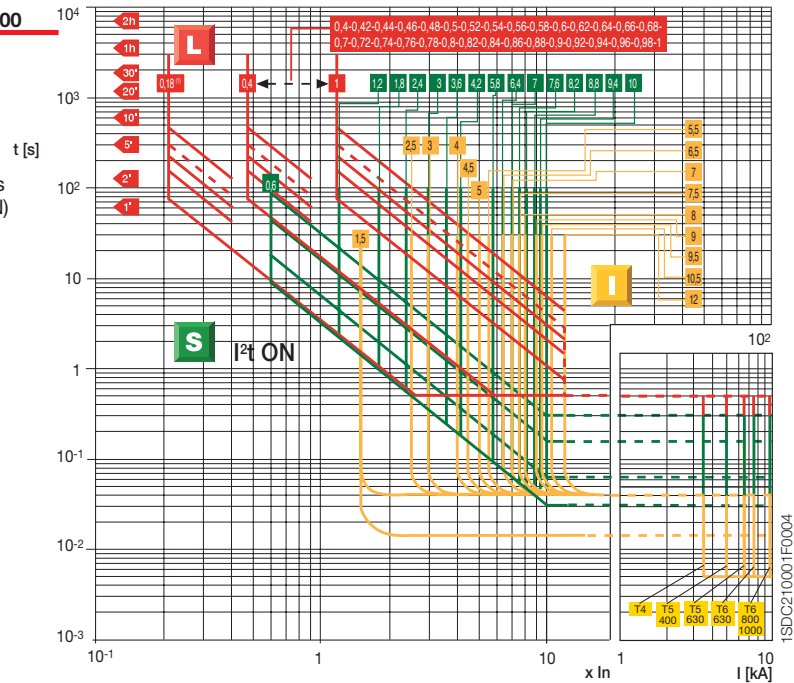 00
10⁴
2h
1h
30'
20'
10'
5'
2'
1'
t [s]
s
)
L
0,4-0,42-0,44-0,46-0,48-0,5-0,52-0,54-0,56-0,58-0,6-0,62-0,64-0,66-0,68-
0,7-0,72-0,74-0,76-0,78-0,8-0,82-0,84-0,86-0,88-0,9-0,92-0,94-0,96-0,98-1
0,18 (1) 0,4 1 1,2 1,8 2,4 3 3,6 4,2 5,8 6,4 7 7,6 8,2 8,8 9,4 10
10³
2,5 3 4
4,5
5
5,5
6,5
7
7,5
8
9
9,5
10,5
12
10²
0,6
1,5
10
I
S
I²t ON
10²
1
10⁻¹
10⁻²
10⁻³
T4 T5 400 T5 630 T6 630 T6 800 1000
10⁻¹ 1 10 1 10
x In I [kA]
1SDC210001F0004